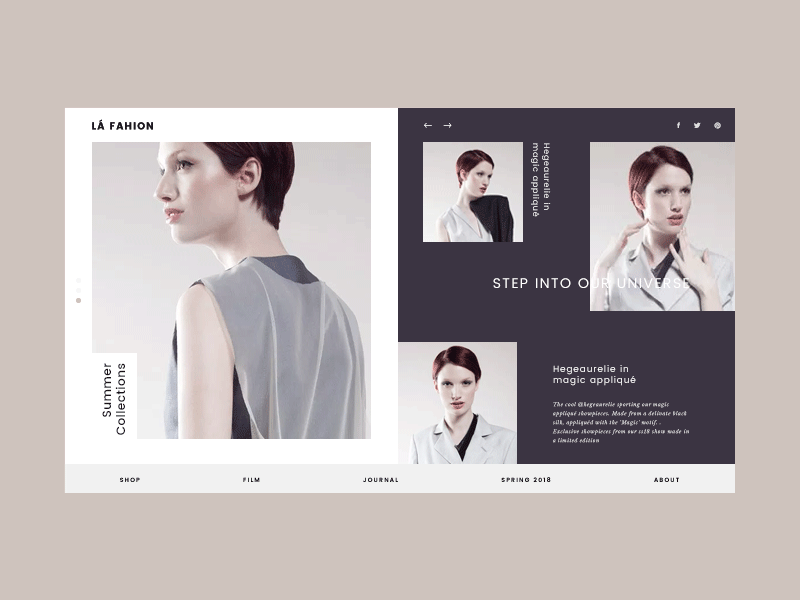 LÁ FAHION
Summer
Collections
Hegeaurelie in
magic appliqué
STEP INTO OUR UNIVERSE
Hegeaurelie in
magic appliqué
The cool @hegeaurelie sporting our magic
appliqué showpieces. Made from a delicate black
silk, appliquéd with the 'Magic' motif. .
Exclusive showpieces from our ss18 show made in
a limited edition
SHOP
FILM
JOURNAL
SPRING 2018
ABOUT